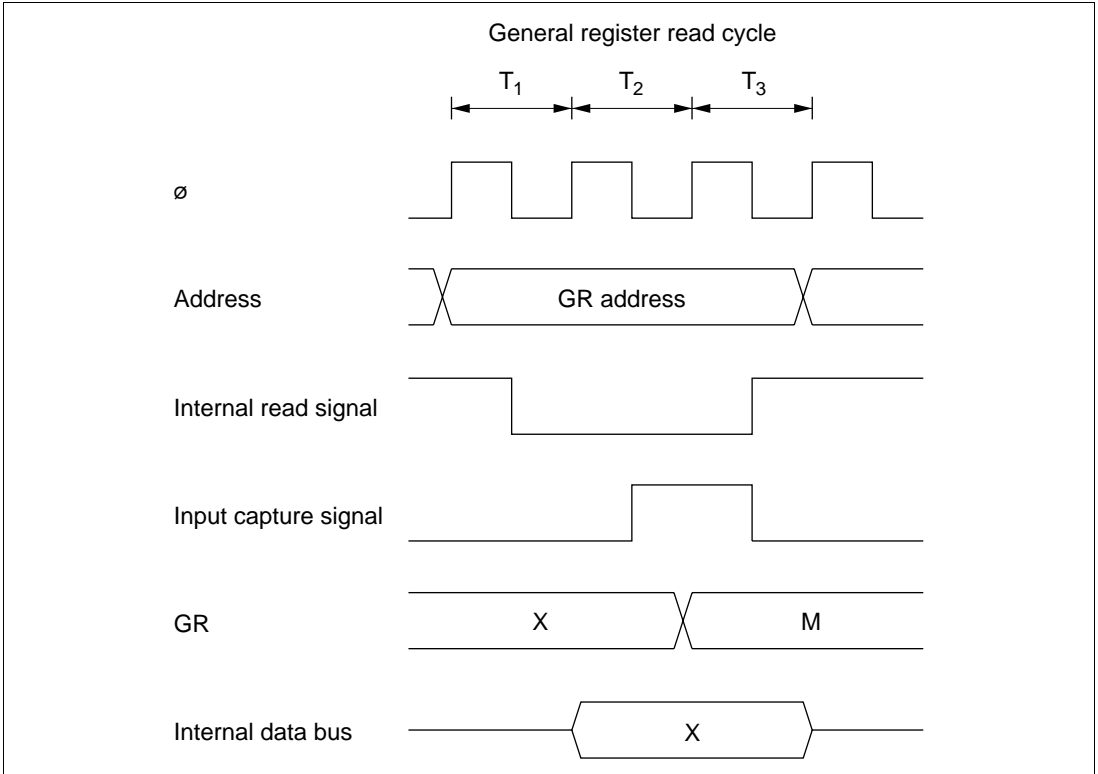 General register read cycle
T1 T2 T3
ø
Address GR address
Internal read signal
Input capture signal
GR X M
Internal data bus X